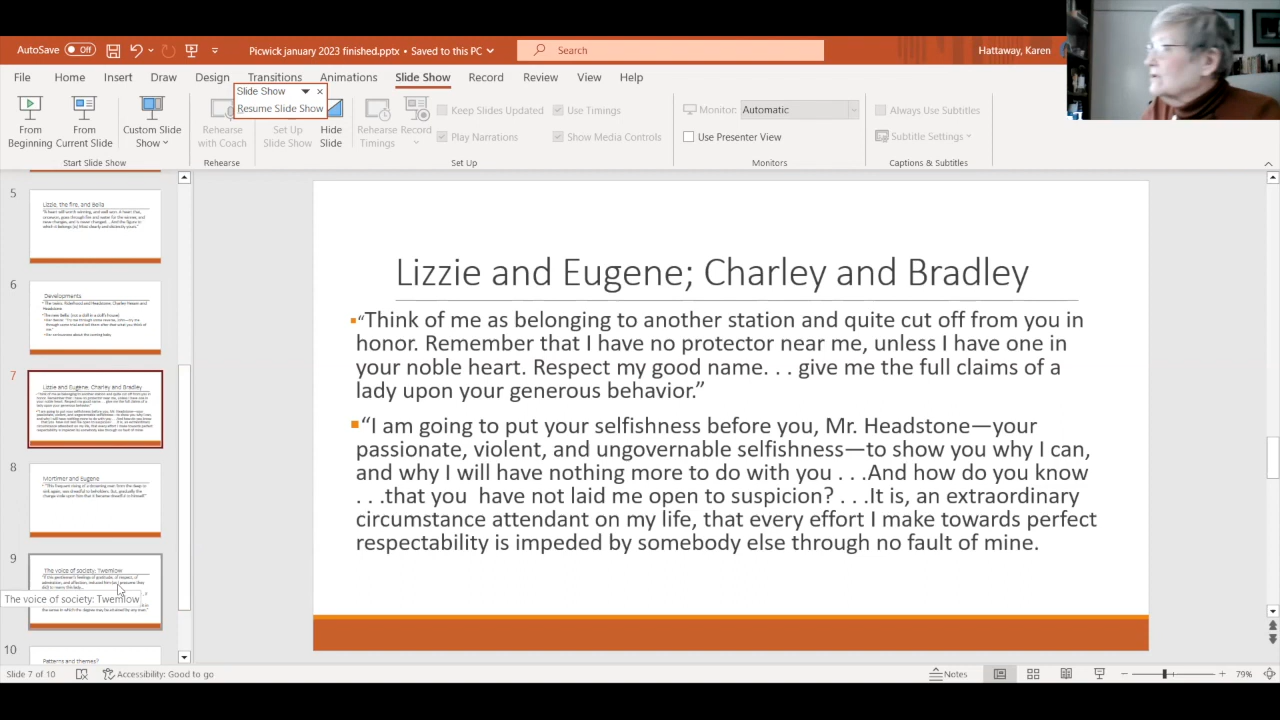 AutoSave Off Picwick january 2023 finished.pptx • Saved to this PC Search Hattaway, Karen
File Home Insert Draw Design Transitions Animations Slide Show Record Review View Help
Slide Show
Resume Slide Show
From Beginning
From Current Slide
Custom Slide Show
Rehearse with Coach
Set Up Slide Show
Hide Slide
Rehearse Timings
Record
Keep Slides Updated Use Timings
Play Narrations Show Media Controls
Monitor: Automatic
Use Presenter View
Always Use Subtitles
Subtitle Settings
Start Slide Show Rehearse Set Up Monitors Captions & Subtitles
5
Lizzie, the fire, and Bella
6
Developments
7
Lizzie and Eugene; Charley and Bradley
8
Mortimer and Eugene
9
The voice of society: Twemlow
The voice of society: Twemlow
10
Patterns and themes?
Lizzie and Eugene; Charley and Bradley
▪“Think of me as belonging to another station and quite cut off from you in
honor. Remember that I have no protector near me, unless I have one in
your noble heart. Respect my good name. . . give me the full claims of a
lady upon your generous behavior.”
▪“I am going to put your selfishness before you, Mr. Headstone—your
passionate, violent, and ungovernable selfishness—to show you why I can,
and why I will have nothing more to do with you . . .And how do you know
. . .that you have not laid me open to suspicion? . . .It is, an extraordinary
circumstance attendant on my life, that every effort I make towards perfect
respectability is impeded by somebody else through no fault of mine.
Slide 7 of 10 Accessibility: Good to go Notes 79%